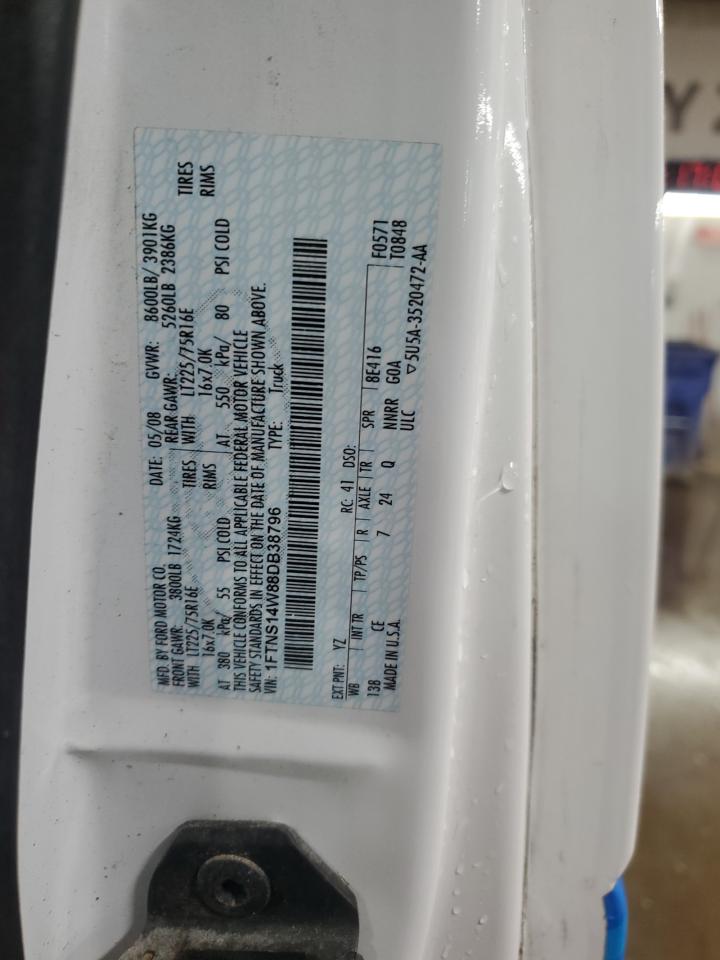 MFD. BY FORD MOTOR CO. DATE: 05/08 GVWR: 8600LB/ 3901KG
FRONT GAWR: 3800LB 1724KG REAR GAWR: 5260LB 2386KG
WITH LT225/75R16E TIRES WITH LT225/75R16E TIRES
16x7.0K RIMS 16x7.0K RIMS
AT 380 kPa/ 55 PSI COLD AT 550 kPa/ 80 PSI COLD
THIS VEHICLE CONFORMS TO ALL APPLICABLE FEDERAL MOTOR VEHICLE
SAFETY STANDARDS IN EFFECT ON THE DATE OF MANUFACTURE SHOWN ABOVE.
VIN: 1FTNS14W88DB38796 TYPE: Truck
EXT PNT: YZ RC: 41 DSO: F0571
WB INT TR TP/PS R AXLE TR SPR 8E416 T0848
138 CE 7 24 Q NNRR GOA
MADE IN U.S.A. ULC ▽5U5A-3520472-AA